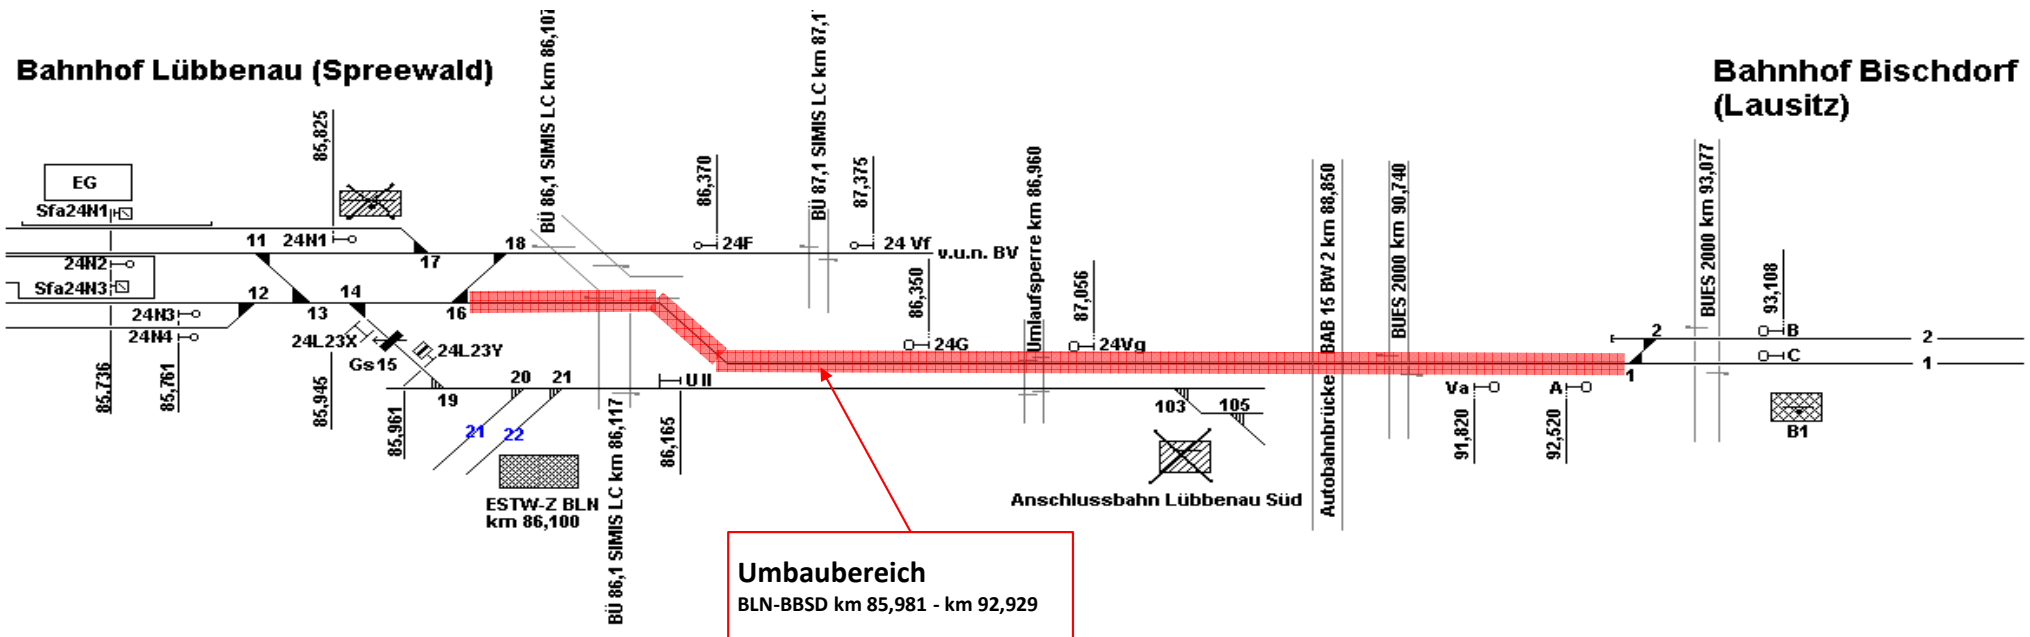 Bahnhof Lübbenau (Spreewald)
Bahnhof Bischdorf
(Lausitz)
EG
Sfa24N1
85,825
11
24N1
17
18
BÜ 86,1 SIMIS LC km 86,107
86,370
24F
BÜ 87,1 SIMIS LC km 87,1
87,375
24 Vf
v.u.n. BV
24N2
Sfa24N3
12
13
14
16
24N3
24N4
85,736
85,761
24L23X
24L23Y
Gs15
85,945
85,961
19
20
21
21
22
U II
86,165
BÜ 86,1 SIMIS LC km 86,117
ESTW-Z BLN
km 86,100
86,350
24G
Umlaufsperre km 86,960
87,056
24Vg
103
105
Anschlussbahn Lübbenau Süd
Autobahnbrücke BAB 15 BW 2 km 88,850
BUES 2000 km 90,740
Va
91,820
A
92,520
1
2
BUES 2000 km 93,077
93,108
B
C
2
1
B1
Umbaubereich
BLN-BBSD km 85,981 - km 92,929